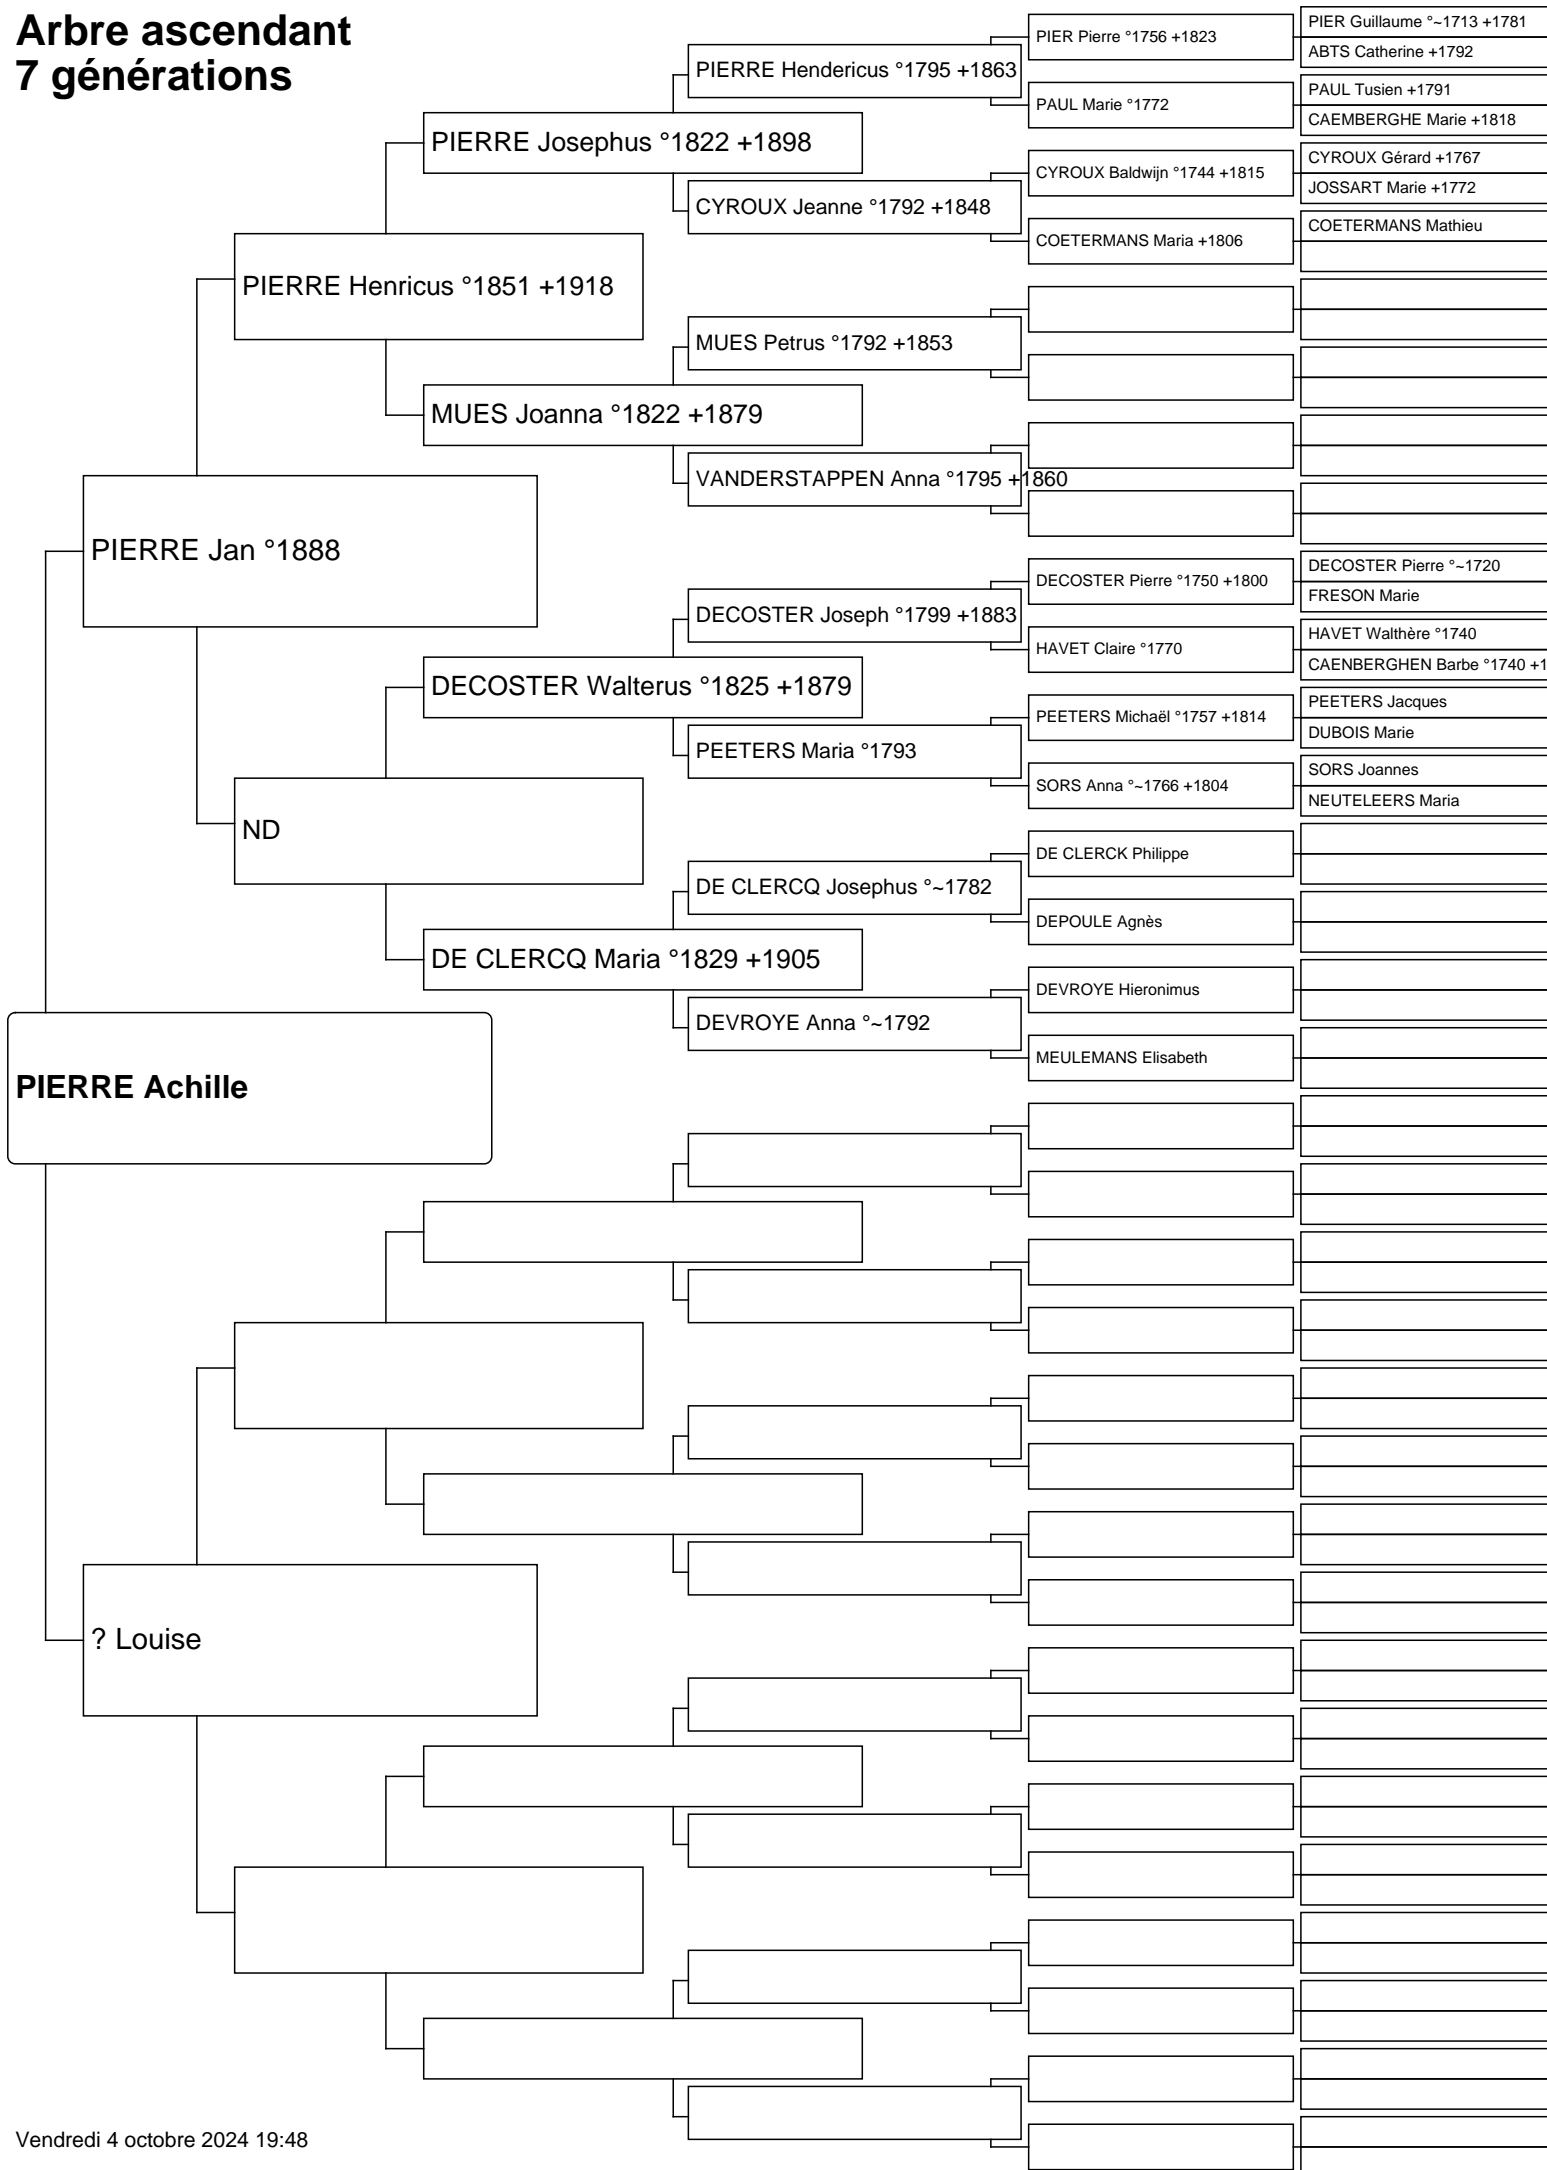 Arbre ascendant
7 générations
PIERRE Achille
PIERRE Jan °1888
? Louise
PIERRE Henricus °1851 +1918
ND
PIERRE Josephus °1822 +1898
MUES Joanna °1822 +1879
DECOSTER Walterus °1825 +1879
DE CLERCQ Maria °1829 +1905
PIERRE Hendericus °1795 +1863
CYROUX Jeanne °1792 +1848
MUES Petrus °1792 +1853
VANDERSTAPPEN Anna °1795 +1860
DECOSTER Joseph °1799 +1883
PEETERS Maria °1793
DE CLERCQ Josephus °~1782
DEVROYE Anna °~1792
PIER Pierre °1756 +1823
PAUL Marie °1772
CYROUX Baldwijn °1744 +1815
COETERMANS Maria +1806
DECOSTER Pierre °1750 +1800
HAVET Claire °1770
PEETERS Michaël °1757 +1814
SORS Anna °~1766 +1804
DE CLERCK Philippe
DEPOULE Agnès
DEVROYE Hieronimus
MEULEMANS Elisabeth
PIER Guillaume °~1713 +1781
ABTS Catherine +1792
PAUL Tusien +1791
CAEMBERGHE Marie +1818
CYROUX Gérard +1767
JOSSART Marie +1772
COETERMANS Mathieu
DECOSTER Pierre °~1720
FRESON Marie
HAVET Walthère °1740
CAENBERGHEN Barbe °1740 +1
PEETERS Jacques
DUBOIS Marie
SORS Joannes
NEUTELEERS Maria
Vendredi 4 octobre 2024 19:48